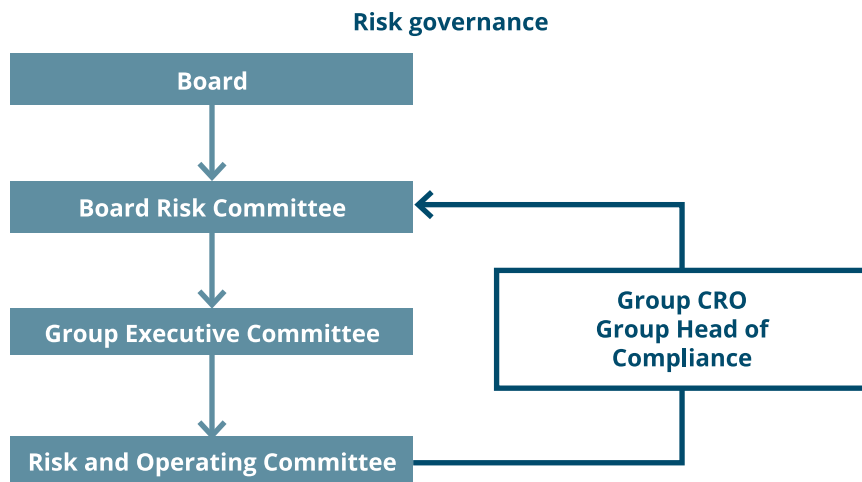 Risk governance
Board
Board Risk Committee
Group Executive Committee
Group CRO
Group Head of
Compliance
Risk and Operating Committee